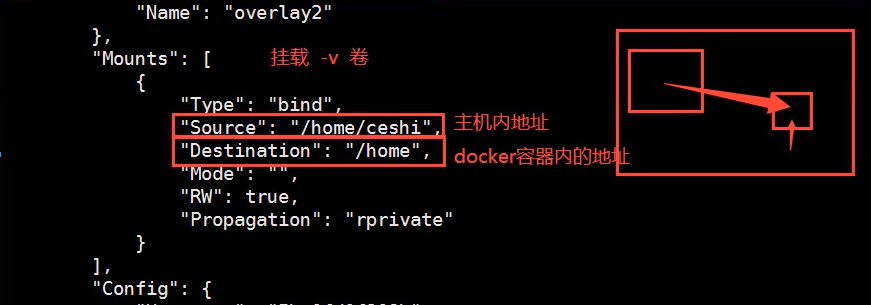 "Name": "overlay2"
},
"Mounts": [ 挂载 -v 卷
{
"Type": "bind",
"Source": "/home/ceshi", 主机内地址
"Destination": "/home", docker容器内的地址
"Mode": "",
"RW": true,
"Propagation": "rprivate"
}
],
"Config": {